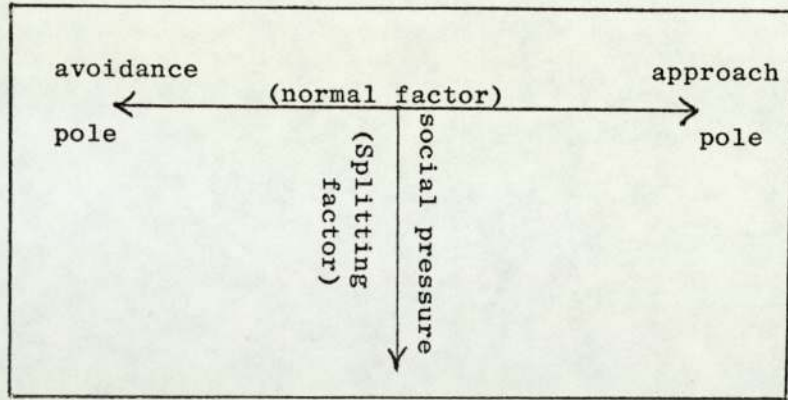 avoidance
approach
(normal factor)
pole
pole
social pressure
(Splitting
factor)